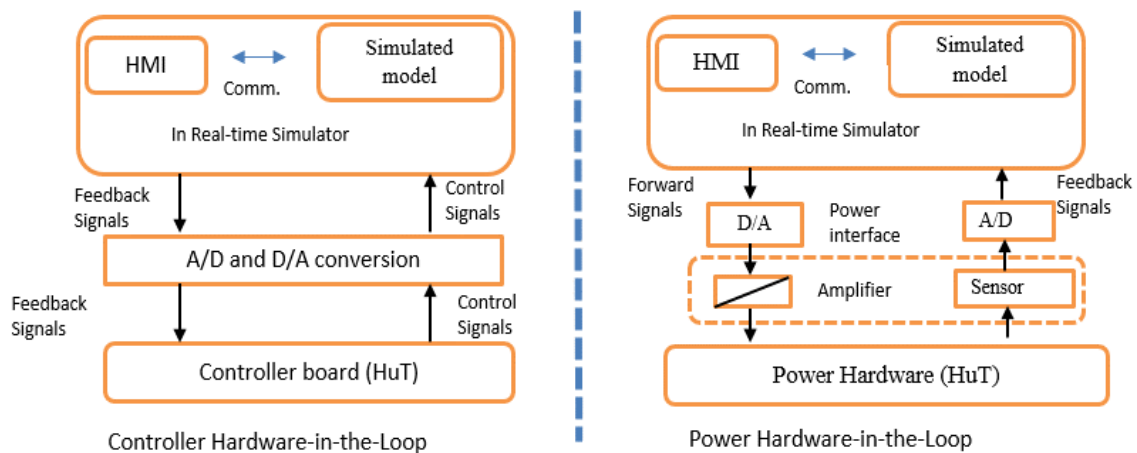 HMI
Simulated
model
Comm.
In Real-time Simulator
Feedback
Signals
Control
Signals
A/D and D/A conversion
Feedback
Signals
Control
Signals
Controller board (HuT)
Controller Hardware-in-the-Loop
HMI
Simulated
model
Comm.
In Real-time Simulator
Forward
Signals
Feedback
Signals
D/A
Power
interface
A/D
Amplifier
Sensor
Power Hardware (HuT)
Power Hardware-in-the-Loop